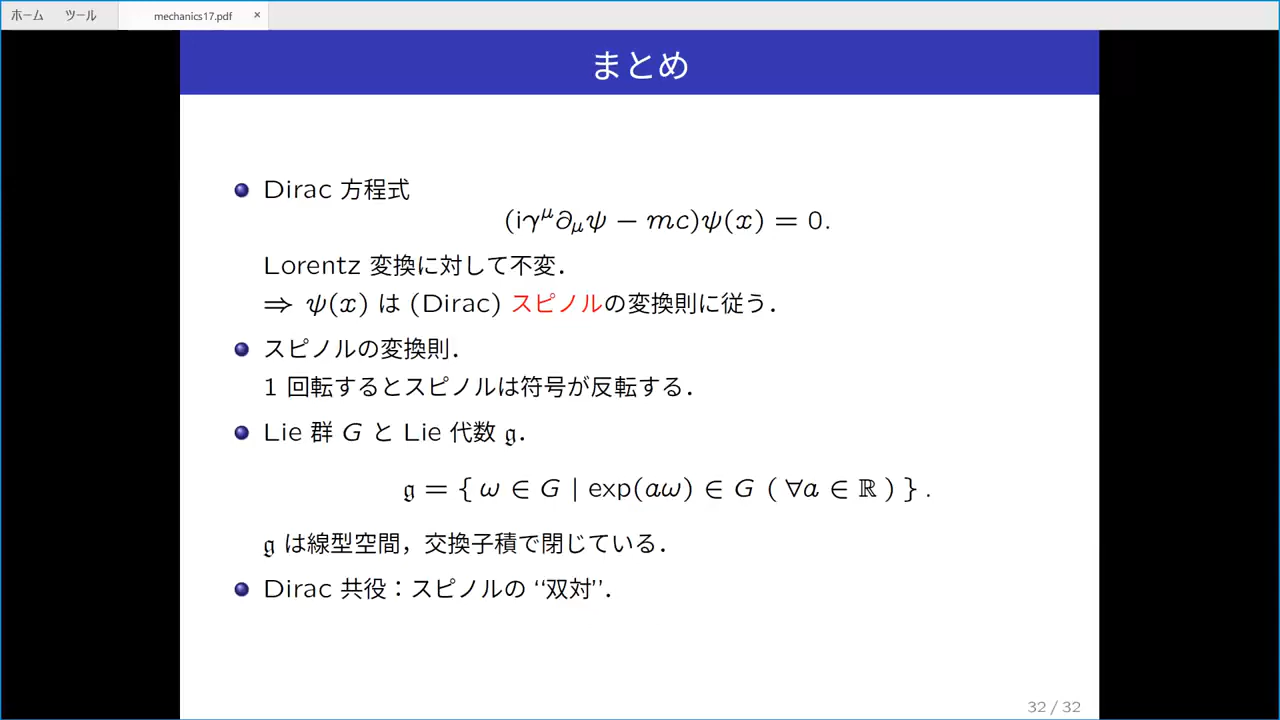 ホーム ツール mechanics17.pdf ×
まとめ
Dirac 方程式
(iγ^μ ∂_μ ψ − mc)ψ(x) = 0.
Lorentz 変換に対して不変．
⇒ ψ(x) は (Dirac) スピノルの変換則に従う．
スピノルの変換則．
1 回転するとスピノルは符号が反転する．
Lie 群 G と Lie 代数 𝔤．
𝔤 = { ω ∈ G | exp(aω) ∈ G ( ∀a ∈ ℝ ) } .
𝔤 は線型空間，交換子積で閉じている．
Dirac 共役：スピノルの “双対”．
32 / 32